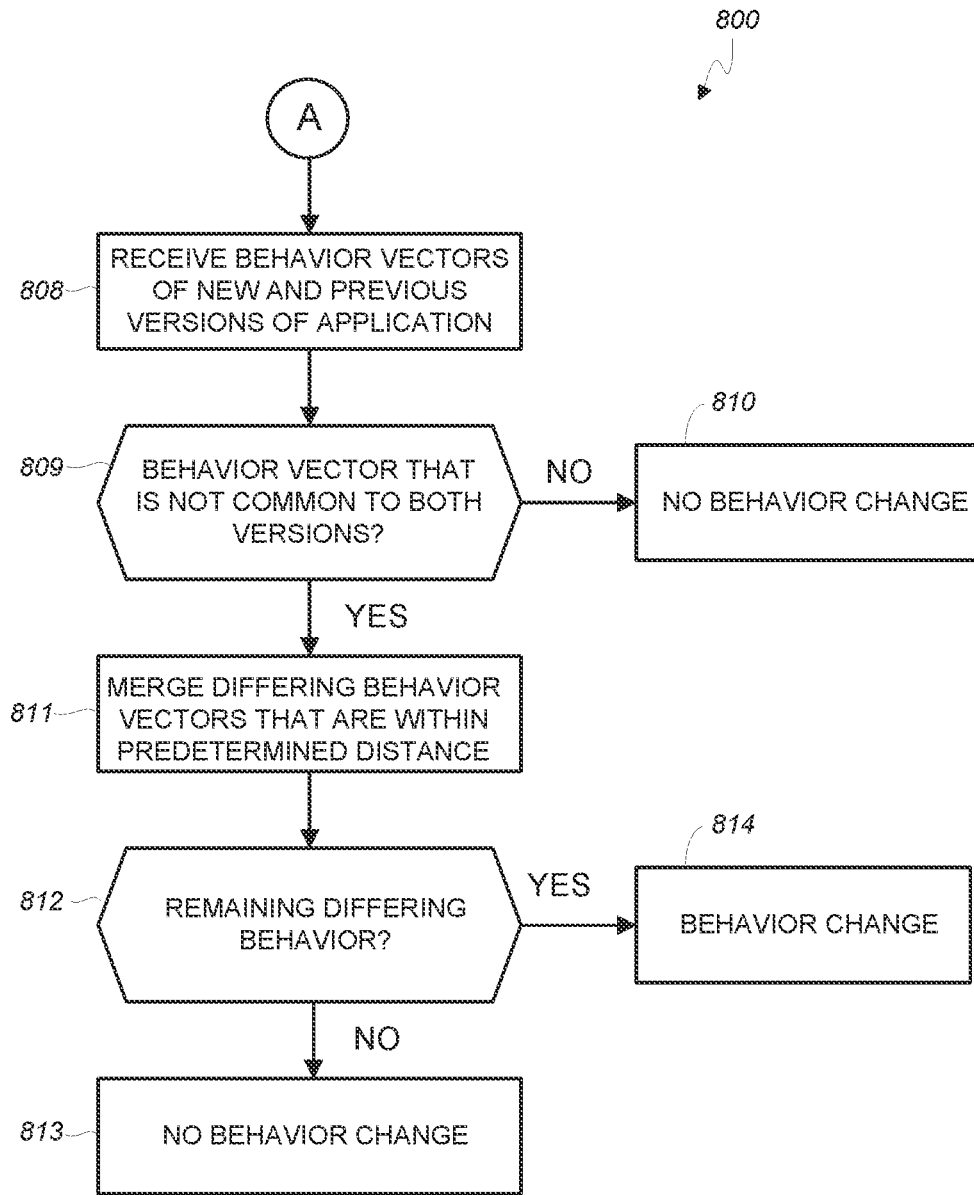 800
A
808
RECEIVE BEHAVIOR VECTORS
OF NEW AND PREVIOUS
VERSIONS OF APPLICATION
809
BEHAVIOR VECTOR THAT
IS NOT COMMON TO BOTH
VERSIONS?
NO
810
NO BEHAVIOR CHANGE
YES
811
MERGE DIFFERING BEHAVIOR
VECTORS THAT ARE WITHIN
PREDETERMINED DISTANCE
812
REMAINING DIFFERING
BEHAVIOR?
YES
814
BEHAVIOR CHANGE
NO
813
NO BEHAVIOR CHANGE